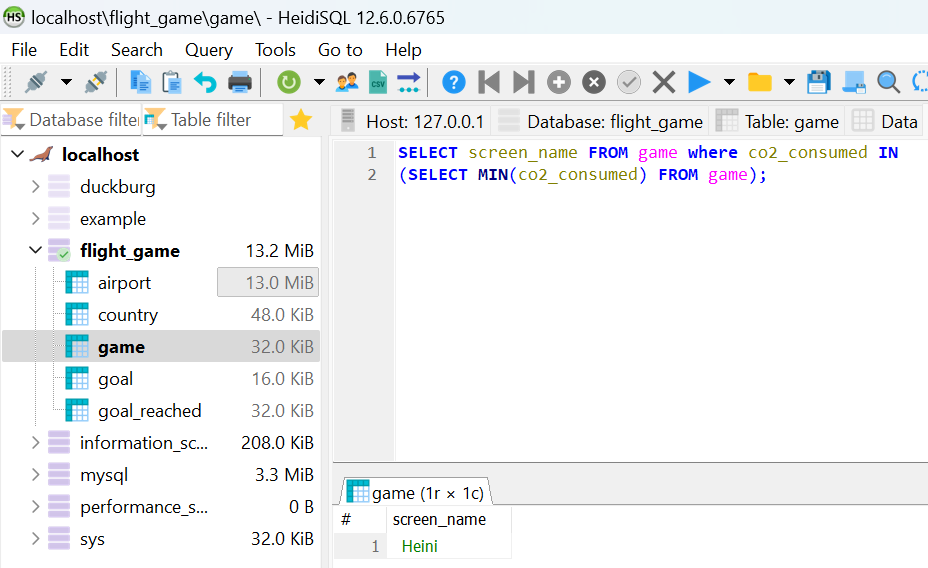 localhost\flight_game\game\ - HeidiSQL 12.6.0.6765
File Edit Search Query Tools Go to Help
CSV
Database filter Table filter
Host: 127.0.0.1 Database: flight_game Table: game Data
localhost
duckburg
example
flight_game 13.2 MiB
airport 13.0 MiB
country 48.0 KiB
game 32.0 KiB
goal 16.0 KiB
goal_reached 32.0 KiB
information_sc... 208.0 KiB
mysql 3.3 MiB
performance_s... 0 B
sys 32.0 KiB
1 SELECT screen_name FROM game where co2_consumed IN
2 (SELECT MIN(co2_consumed) FROM game);
game (1r × 1c)
# screen_name
1 Heini